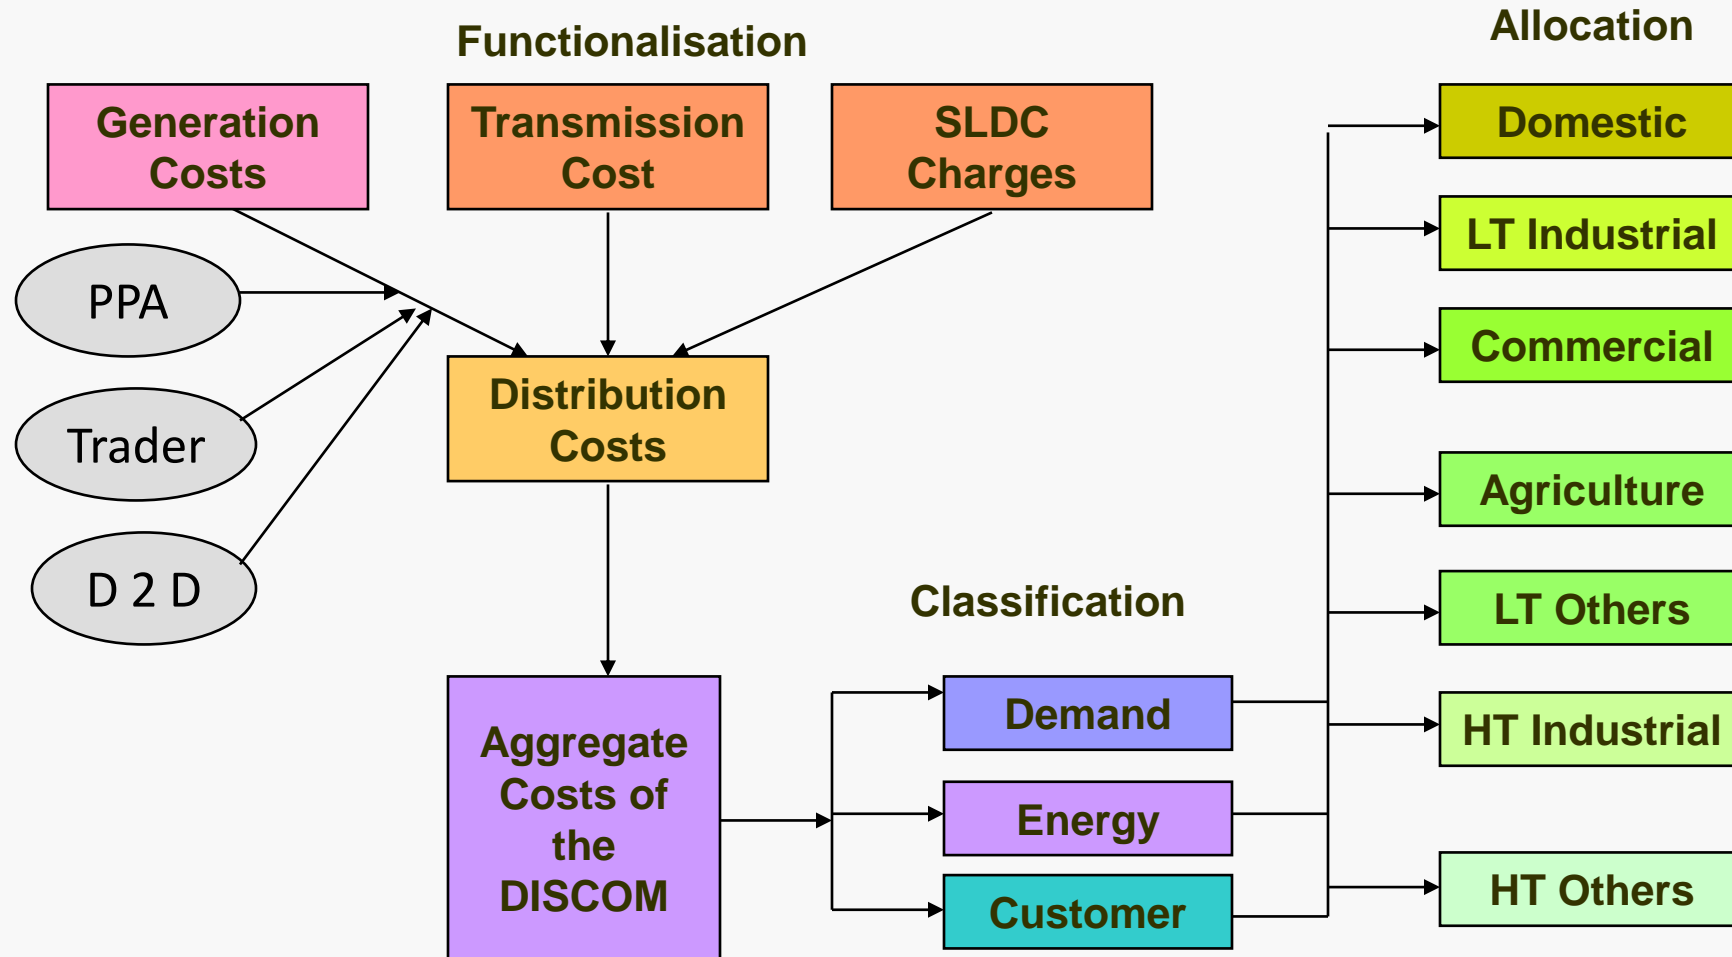 Functionalisation
Allocation
Generation
Costs
Transmission
Cost
SLDC
Charges
Domestic
LT Industrial
PPA
Commercial
Distribution
Costs
Trader
Agriculture
D 2 D
Classification
LT Others
Aggregate
Costs of
the
DISCOM
Demand
Energy
Customer
HT Industrial
HT Others